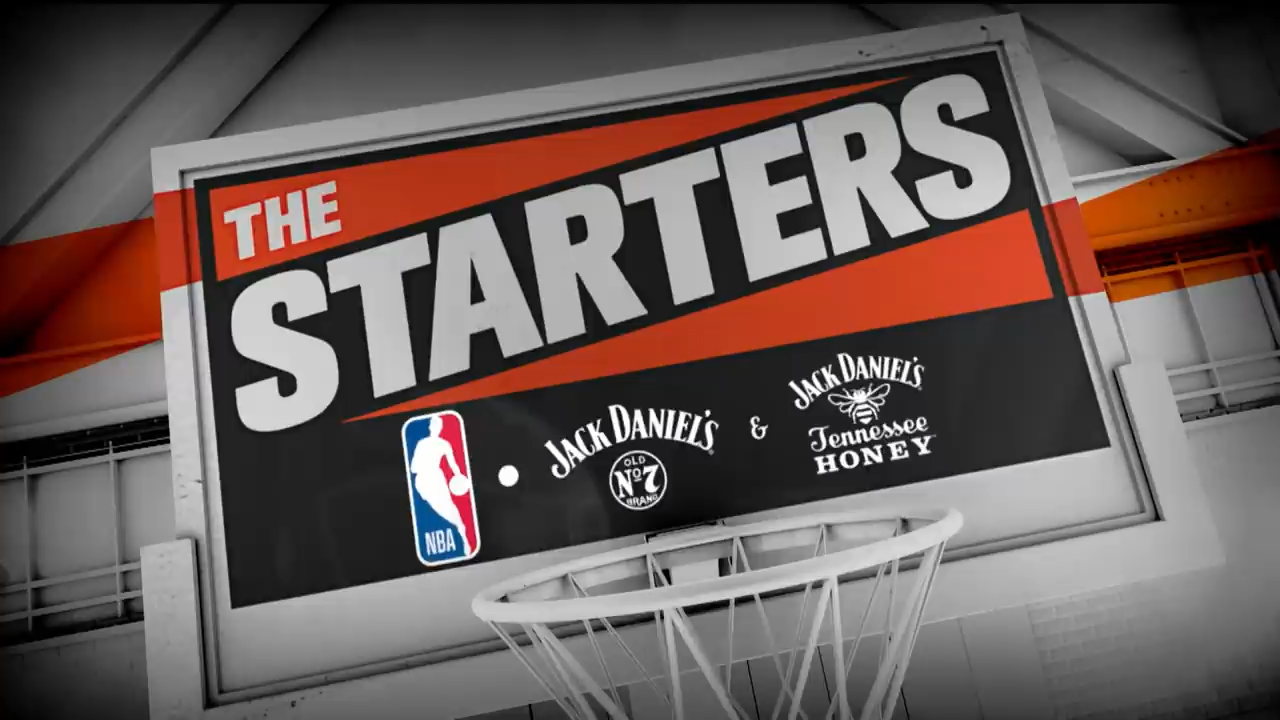 THE
STARTERS
NBA
JACK DANIEL'S
OLD
Nº7
BRAND
&
JACK DANIEL'S
Tennessee
HONEY